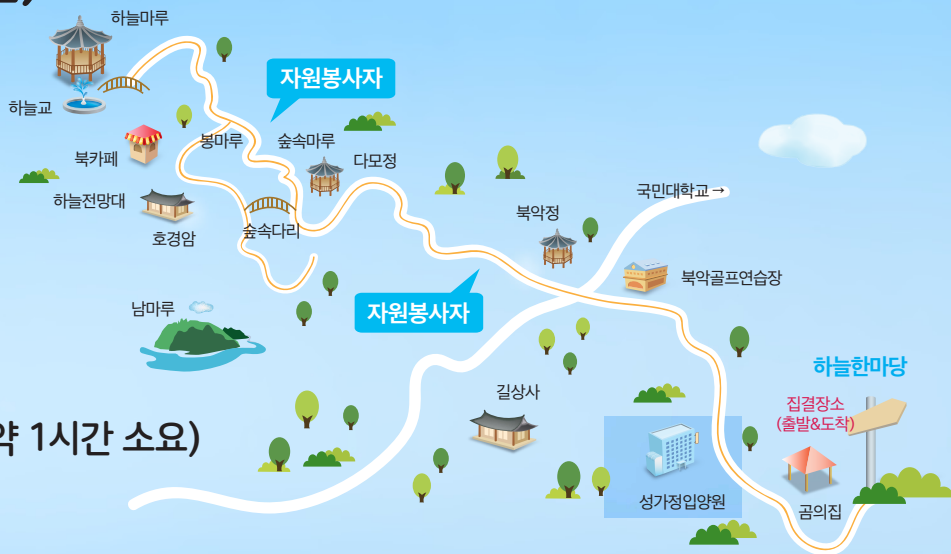 하늘마루
자원봉사자
하늘교
북카페
봉마루
숲속마루
다모정
하늘전망대
호경암
숲속다리
국민대학교 →
북악정
북악골프연습장
자원봉사자
남마루
하늘한마당
길상사
집결장소
(출발&도착)
약 1시간 소요)
성가정입양원
곰의집